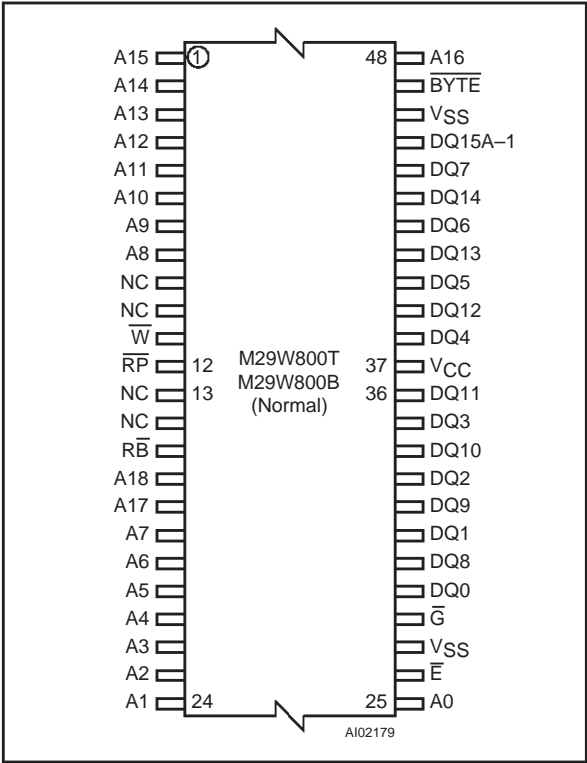 A15 1 48 A16
A14 B̅Y̅T̅E̅
A13 VSS
A12 DQ15A–1
A11 DQ7
A10 DQ14
A9 DQ6
A8 DQ13
NC DQ5
NC DQ12
W̅ DQ4
R̅P̅ 12 M29W800T 37 VCC
NC 13 M29W800B 36 DQ11
(Normal)
NC DQ3
RB̅ DQ10
A18 DQ2
A17 DQ9
A7 DQ1
A6 DQ8
A5 DQ0
A4 G̅
A3 VSS
A2 E̅
A1 24 25 A0
AI02179